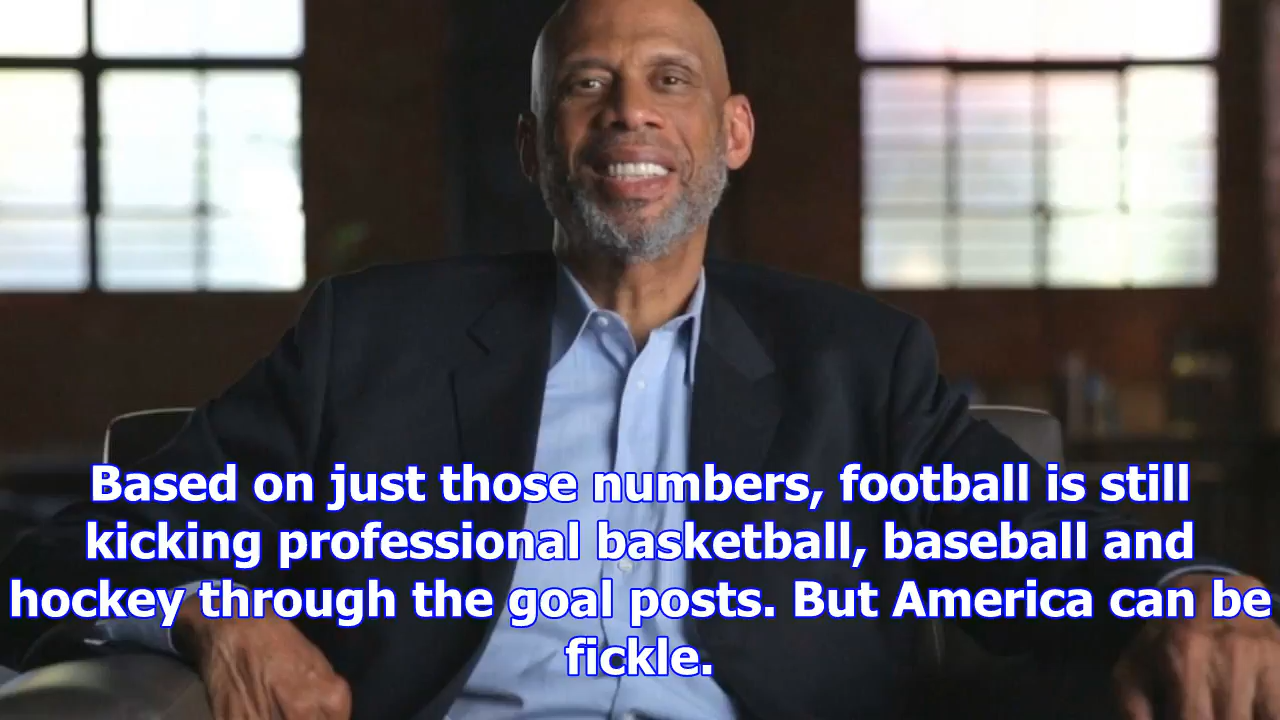 Based on just those numbers, football is still
kicking professional basketball, baseball and
hockey through the goal posts. But America can be
fickle.